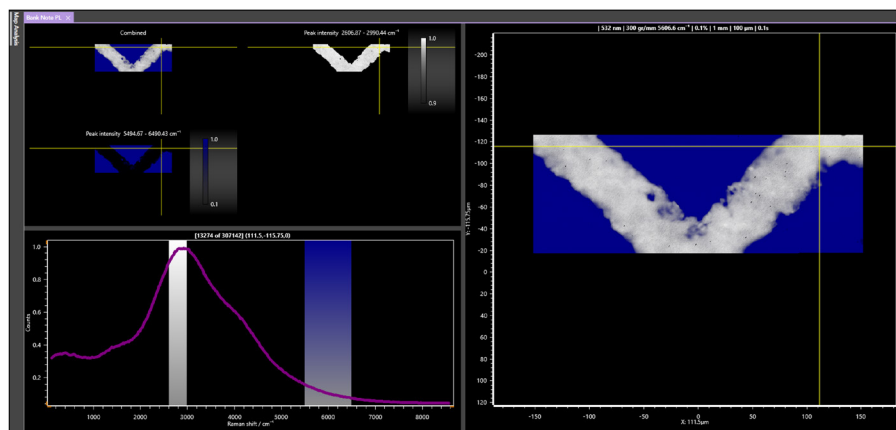 Map Analysis
Book Note PL ×
Combined
Peak intensity 2606.87 - 2990.44 cm⁻¹
1.0
0.9
Peak intensity 5494.67 - 6490.43 cm⁻¹
1.0
0.1
[13274 of 307142] (111.5,-115.75,0)
1.0
0.8
0.6
0.4
0.2
Counts
1000 2000 3000 4000 5000 6000 7000 8000
Raman shift / cm⁻¹
| 532 nm | 300 gr/mm 5606.6 cm⁻¹ | 0.1% | 1 mm | 100 µm | 0.1s
-200
-180
-160
-140
-120
-100
-80
-60
-40
-20
0
20
40
60
80
100
120
Y: -115.75µm
-150 -100 -50 0 50 100 150
X: 111.5µm